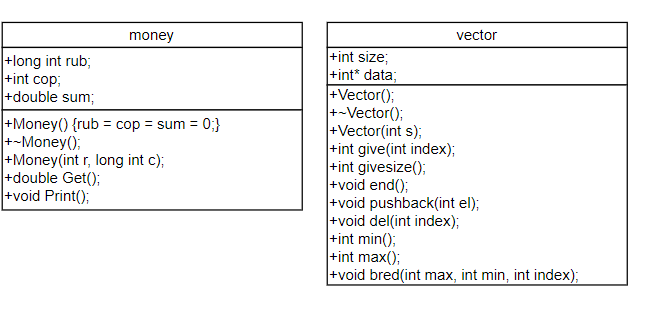 money
+long int rub;
+int cop;
+double sum;
+Money() {rub = cop = sum = 0;}
+~Money();
+Money(int r, long int c);
+double Get();
+void Print();
vector
+int size;
+int* data;
+Vector();
+~Vector();
+Vector(int s);
+int give(int index);
+int givesize();
+void end();
+void pushback(int el);
+void del(int index);
+int min();
+int max();
+void bred(int max, int min, int index);